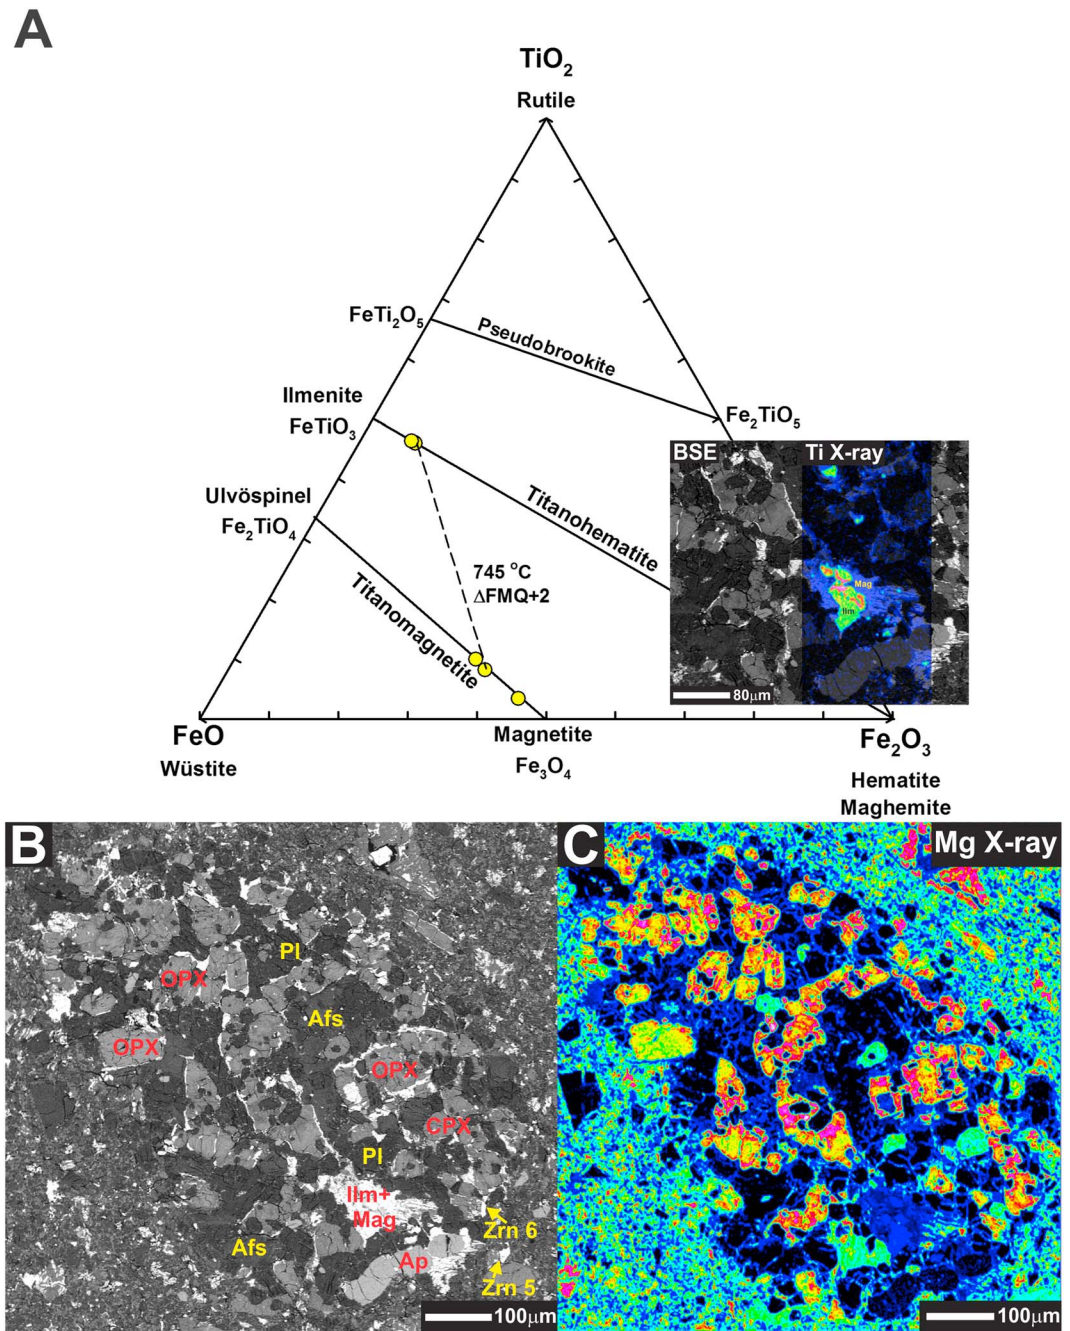 A
TiO₂
Rutile
FeTi₂O₅
Pseudobrookite
Ilmenite
FeTiO₃
Fe₂TiO₅
BSE
Ti X-ray
Ulvöspinel
Fe₂TiO₄
Titanohematite
745 °C
ΔFMQ+2
Mag
Ilm
Titanomagnetite
80μm
FeO
Wüstite
Magnetite
Fe₃O₄
Fe₂O₃
Hematite
Maghemite
B
Pl
OPX
Afs
OPX
OPX
CPX
Pl
Ilm+
Mag
Zrn 6
Afs
Ap
Zrn 5
100μm
C
Mg X-ray
100μm